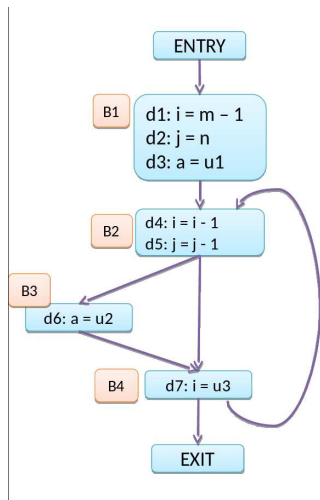 ENTRY
B1
d1: i = m – 1
d2: j = n
d3: a = u1
B2
d4: i = i - 1
d5: j = j - 1
B3
d6: a = u2
B4
d7: i = u3
EXIT